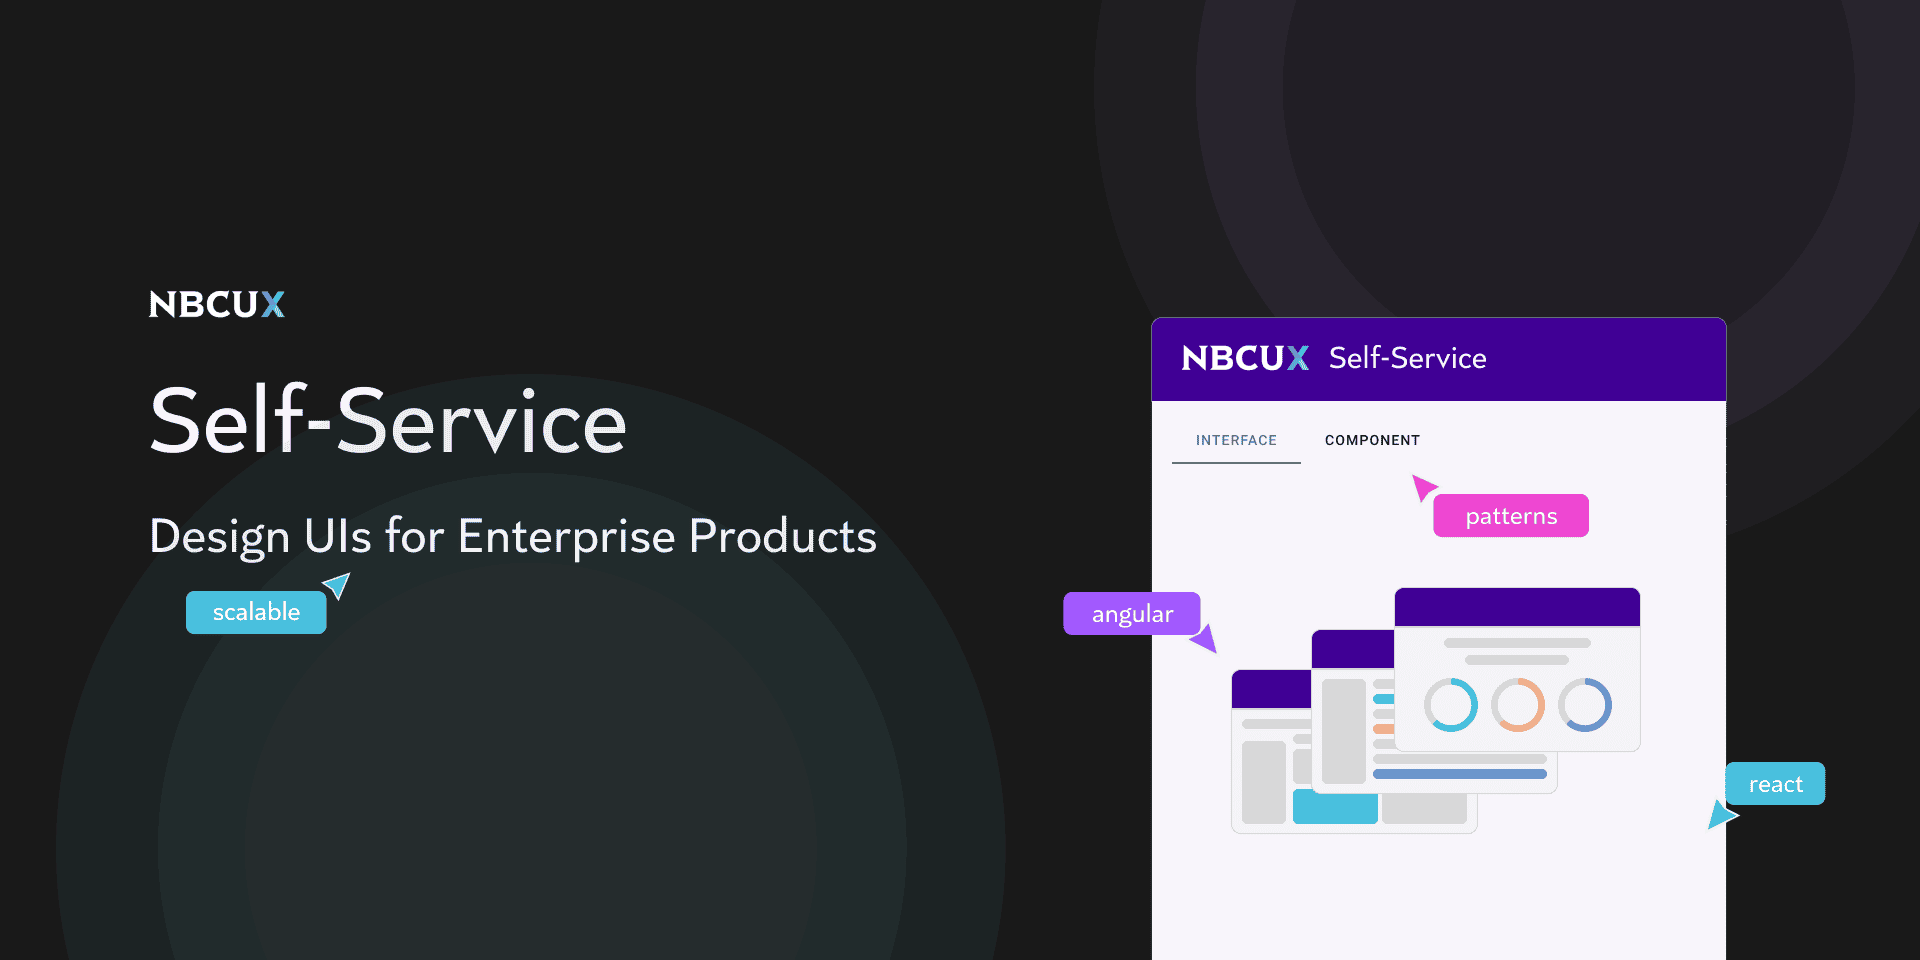 NBCUX
Self-Service
Design UIs for Enterprise Products
scalable
NBCUX Self-Service
INTERFACE COMPONENT
patterns
angular
react